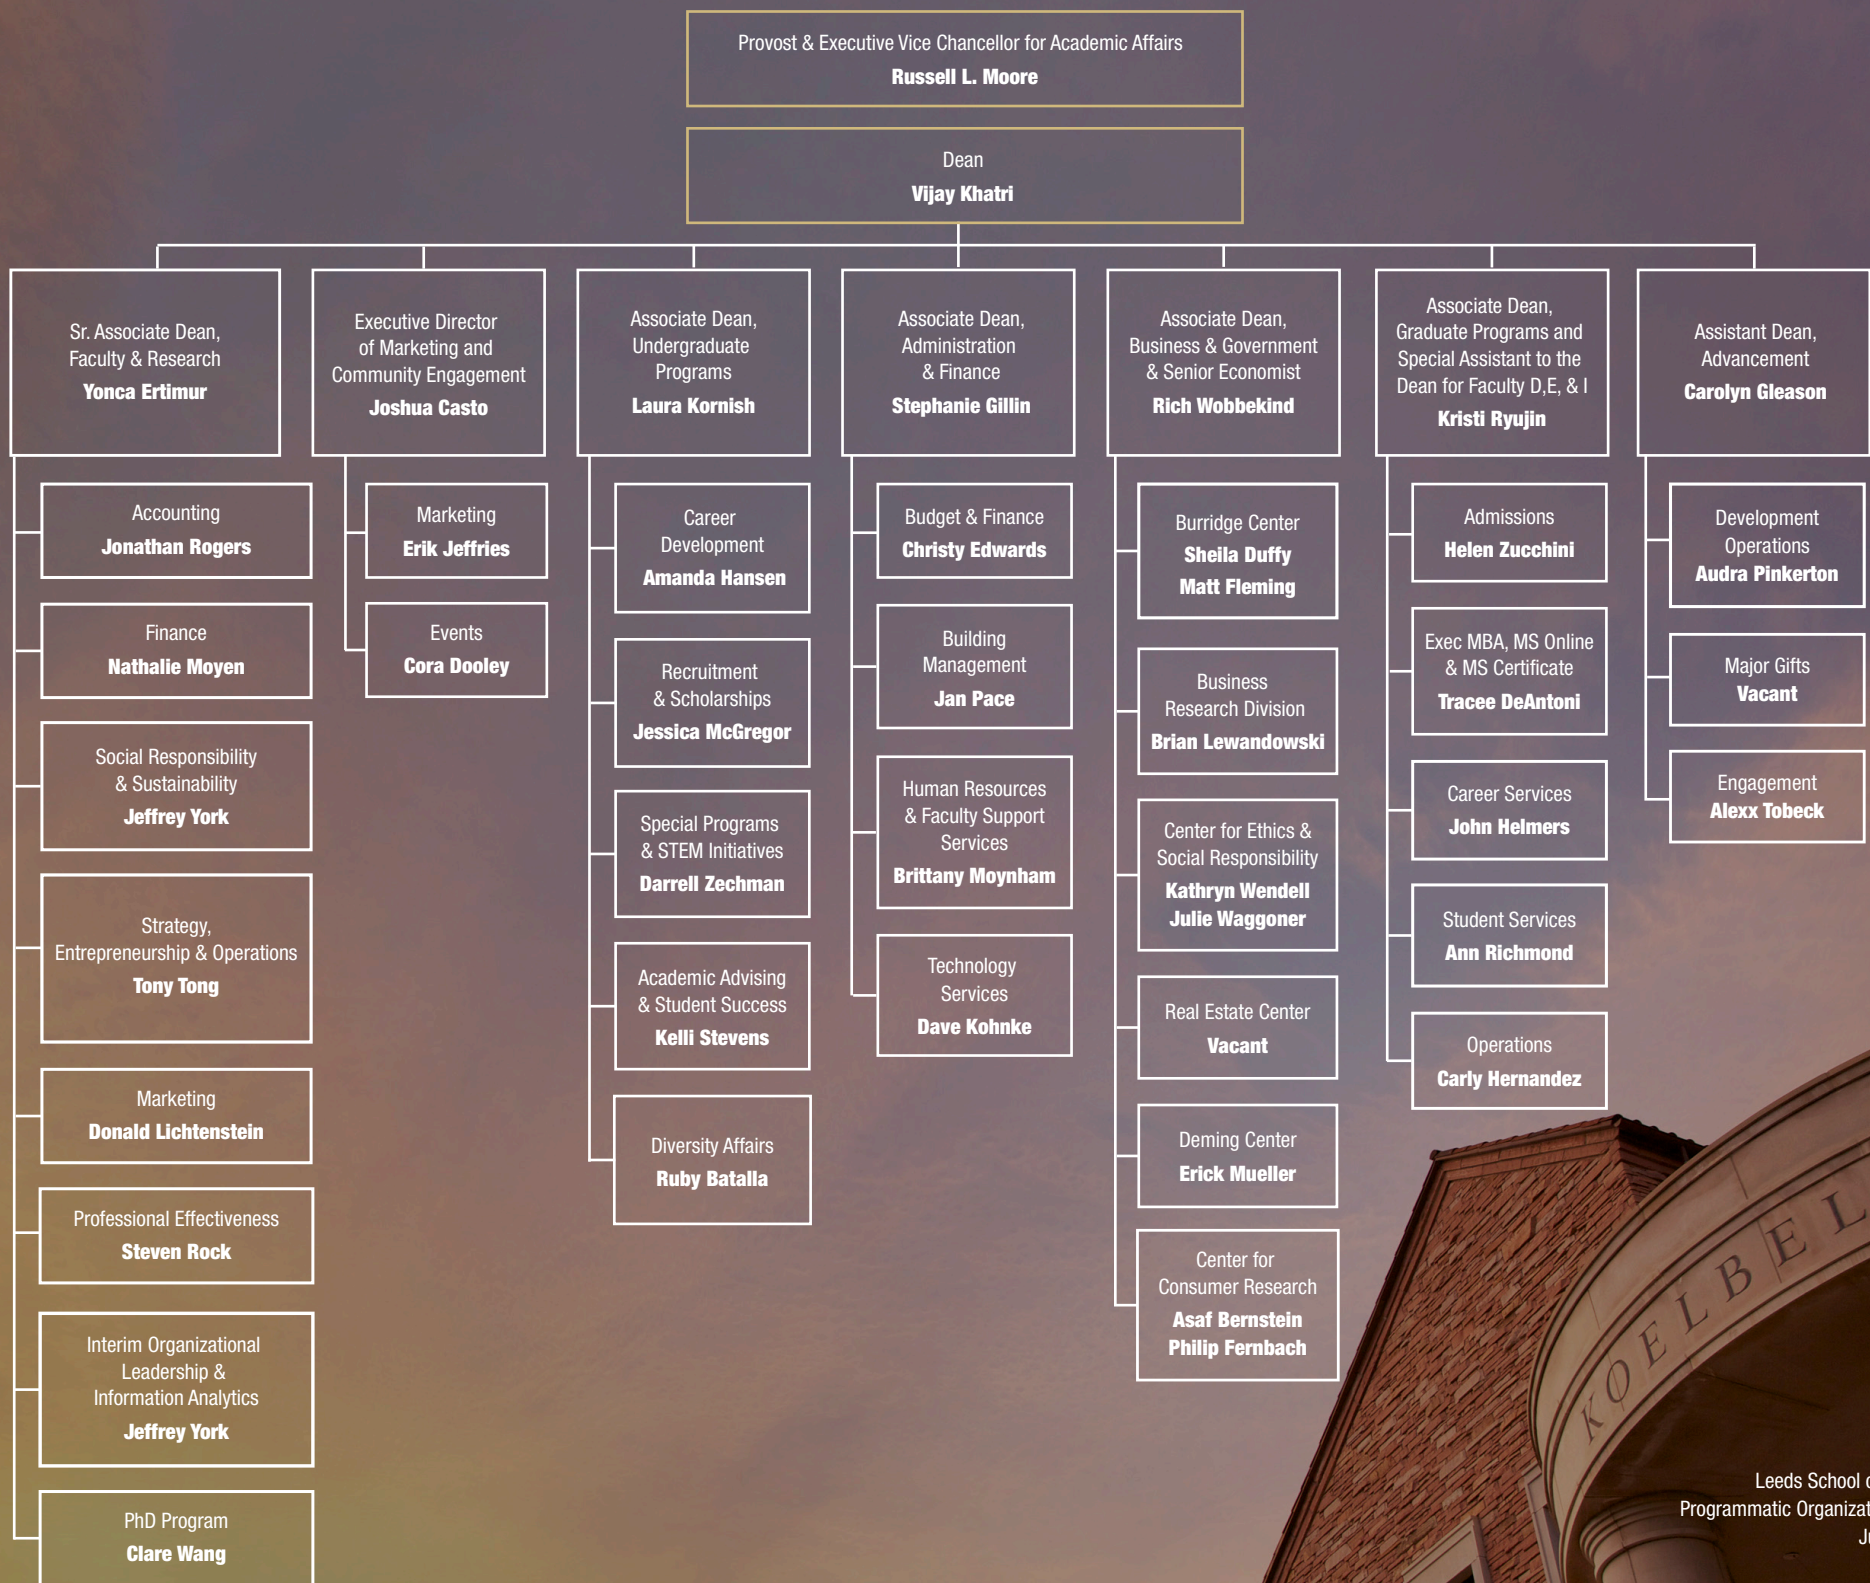 Provost & Executive Vice Chancellor for Academic Affairs
Russell L. Moore
Dean
Vijay Khatri
Sr. Associate Dean,
Faculty & Research
Yonca Ertimur
Accounting
Jonathan Rogers
Finance
Nathalie Moyen
Social Responsibility
& Sustainability
Jeffrey York
Strategy,
Entrepreneurship & Operations
Tony Tong
Marketing
Donald Lichtenstein
Professional Effectiveness
Steven Rock
Interim Organizational
Leadership &
Information Analytics
Jeffrey York
PhD Program
Clare Wang
Executive Director
of Marketing and
Community Engagement
Joshua Casto
Marketing
Erik Jeffries
Events
Cora Dooley
Associate Dean,
Undergraduate
Programs
Laura Kornish
Career
Development
Amanda Hansen
Recruitment
& Scholarships
Jessica McGregor
Special Programs
& STEM Initiatives
Darrell Zechman
Academic Advising
& Student Success
Kelli Stevens
Diversity Affairs
Ruby Batalla
Associate Dean,
Administration
& Finance
Stephanie Gillin
Budget & Finance
Christy Edwards
Building
Management
Jan Pace
Human Resources
& Faculty Support
Services
Brittany Moynham
Technology
Services
Dave Kohnke
Associate Dean,
Business & Government
& Senior Economist
Rich Wobbekind
Burridge Center
Sheila Duffy
Matt Fleming
Business
Research Division
Brian Lewandowski
Center for Ethics &
Social Responsibility
Kathryn Wendell
Julie Waggoner
Real Estate Center
Vacant
Deming Center
Erick Mueller
Center for
Consumer Research
Asaf Bernstein
Philip Fernbach
Associate Dean,
Graduate Programs and
Special Assistant to the
Dean for Faculty D,E, & I
Kristi Ryujin
Admissions
Helen Zucchini
Exec MBA, MS Online
& MS Certificate
Tracee DeAntoni
Career Services
John Helmers
Student Services
Ann Richmond
Operations
Carly Hernandez
Assistant Dean,
Advancement
Carolyn Gleason
Development
Operations
Audra Pinkerton
Major Gifts
Vacant
Engagement
Alexx Tobeck
KOELBEL
Leeds School
Programmatic